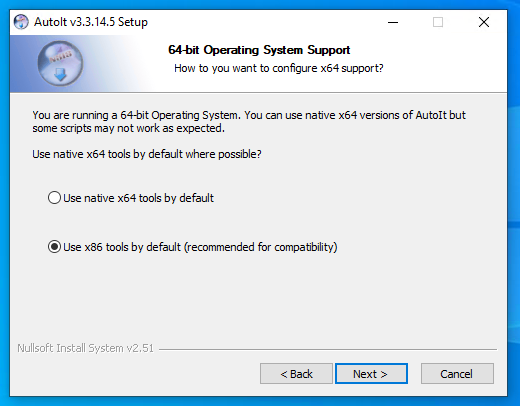 AutoIt v3.3.14.5 Setup
64-bit Operating System Support
How to you want to configure x64 support?
You are running a 64-bit Operating System. You can use native x64 versions of AutoIt but
some scripts may not work as expected.
Use native x64 tools by default where possible?
Use native x64 tools by default
Use x86 tools by default (recommended for compatibility)
Nullsoft Install System v2.51
< Back
Next >
Cancel